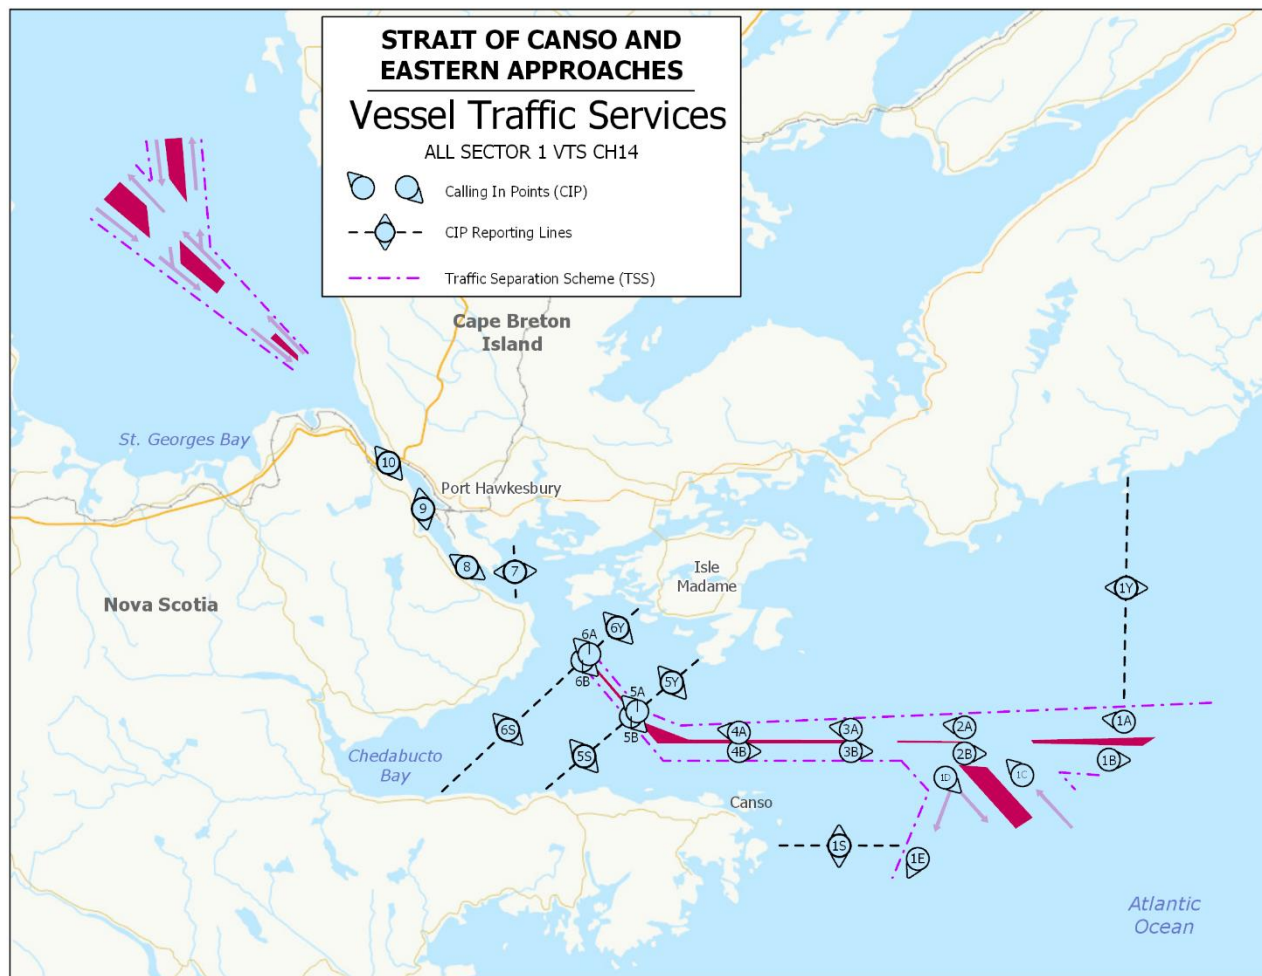 STRAIT OF CANSO AND
EASTERN APPROACHES
Vessel Traffic Services
ALL SECTOR 1 VTS CH14
Calling In Points (CIP)
CIP Reporting Lines
Traffic Separation Scheme (TSS)
Cape Breton
Island
St. Georges Bay
10
Port Hawkesbury
9
8
7
Isle
Madame
1Y
Nova Scotia
6A
6Y
6B
5Y
5A
5B
6S
5S
4A
3A
2A
1A
4B
3B
2B
1B
Chedabucto
Bay
1D
1C
Canso
1S
1E
Atlantic
Ocean